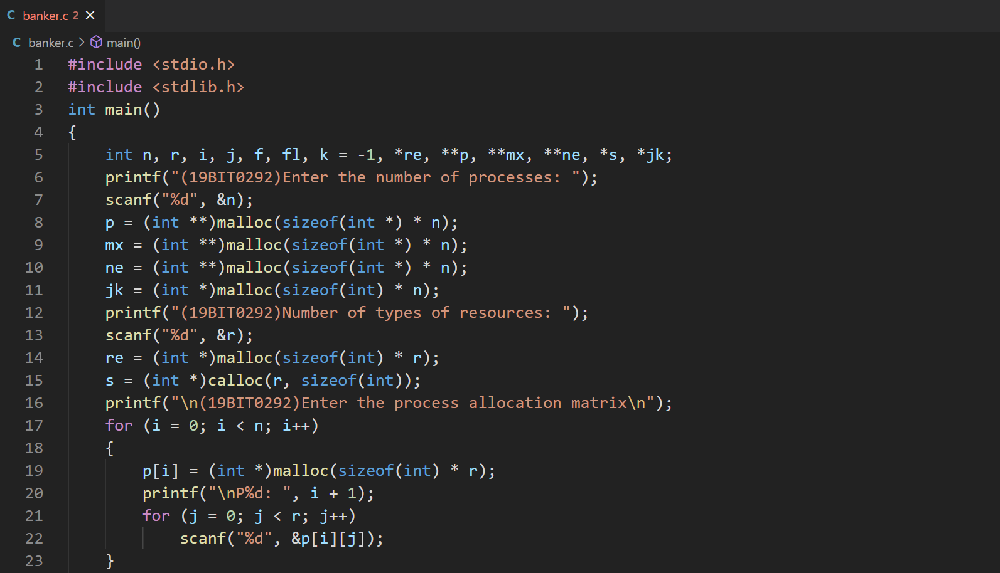 C banker.c 2 ×
C banker.c > main()
1 #include <stdio.h>
2 #include <stdlib.h>
3 int main()
4 {
5     int n, r, i, j, f, fl, k = -1, *re, **p, **mx, **ne, *s, *jk;
6     printf("(19BIT0292)Enter the number of processes: ");
7     scanf("%d", &n);
8     p = (int **)malloc(sizeof(int *) * n);
9     mx = (int **)malloc(sizeof(int *) * n);
10     ne = (int **)malloc(sizeof(int *) * n);
11     jk = (int *)malloc(sizeof(int) * n);
12     printf("(19BIT0292)Number of types of resources: ");
13     scanf("%d", &r);
14     re = (int *)malloc(sizeof(int) * r);
15     s = (int *)calloc(r, sizeof(int));
16     printf("\n(19BIT0292)Enter the process allocation matrix\n");
17     for (i = 0; i < n; i++)
18     {
19         p[i] = (int *)malloc(sizeof(int) * r);
20         printf("\nP%d: ", i + 1);
21         for (j = 0; j < r; j++)
22             scanf("%d", &p[i][j]);
23     }